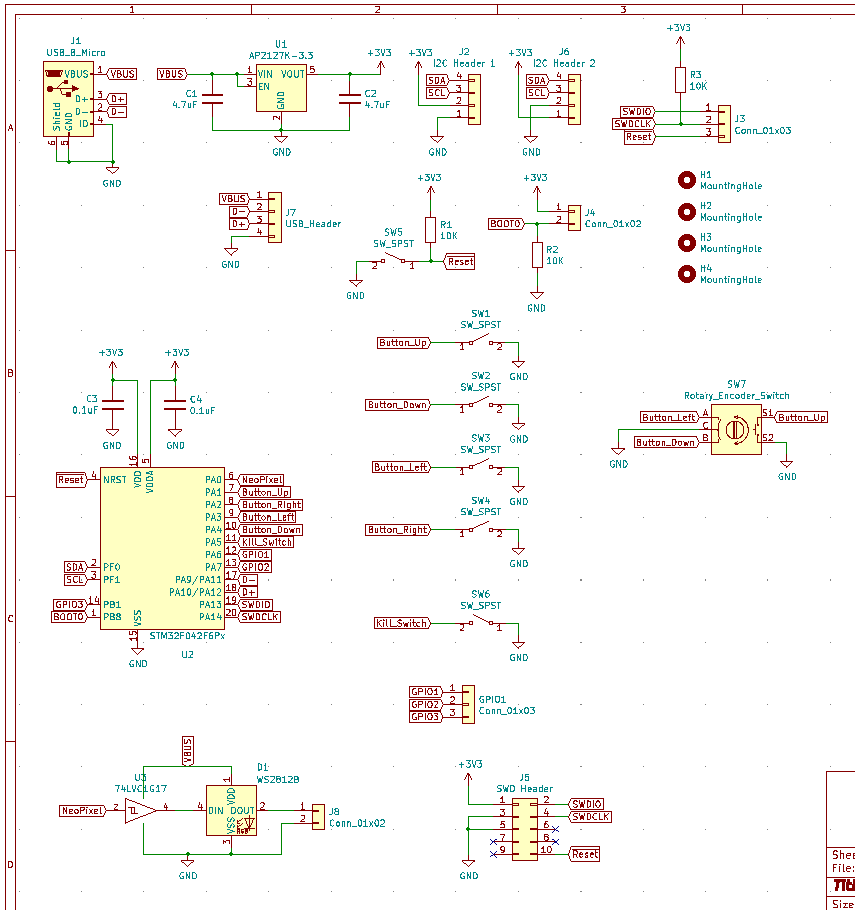 1
2
3
A
B
C
D
J1
USB_B_Micro
VBUS 1 VBUS
D+ 3 D+
D- 2 D-
ID 4
Shield
GND
6 5
GND
U1
AP2127K-3.3
VBUS
1 VIN VOUT 5
3 EN
GND
2
+3V3
C1
4.7uF
C2
4.7uF
GND
+3V3
J2
I2C Header 1
SDA 4
SCL 3
2
1
GND
+3V3
J6
I2C Header 2
SDA 4
SCL 3
2
1
GND
+3V3
R3
10K
SWDIO 1
SWDCLK 2
Reset 3
J3
Conn_01x03
H1
MountingHole
H2
MountingHole
H3
MountingHole
H4
MountingHole
VBUS 1
D- 2
D+ 3
4
J7
USB_Header
GND
+3V3
R1
10K
SW5
SW_SPST
2 1
Reset
GND
+3V3
J4
Conn_01x02
1
BOOT0 2
R2
10K
GND
SW1
SW_SPST
Button_Up 1 2
GND
SW2
SW_SPST
Button_Down 1 2
GND
SW3
SW_SPST
Button_Left 1 2
GND
SW4
SW_SPST
Button_Right 1 2
GND
SW6
SW_SPST
Kill_Switch 2 1
GND
SW7
Rotary_Encoder_Switch
Button_Left A S1 Button_Up
C
Button_Down B S2
GND
GND
+3V3
+3V3
C3
0.1uF
C4
0.1uF
GND
GND
16 5
VDD VDDA
Reset 4 NRST
PA0 6 NeoPixel
PA1 7 Button_Up
PA2 8 Button_Right
PA3 9 Button_Left
PA4 10 Button_Down
PA5 11 Kill_Switch
PA6 12 GPIO1
SDA 2 PF0
PA7 13 GPIO2
SCL 3 PF1
PA9/PA11 17 D-
PA10/PA12 18 D+
GPIO3 14 PB1
PA13 19 SWDIO
BOOT0 1 PB8
PA14 20 SWDCLK
VSS
15
STM32F042F6Px
U2
GND
GPIO1 1
GPIO2 2
GPIO3 3
GPIO1
Conn_01x03
VBUS
U3
74LVC1G17
NeoPixel 2 4
D1
WS2812B
1
VDD
4 DIN DOUT 2
VSS
3
1
2
J8
Conn_01x02
GND
+3V3
J5
SWD Header
1 2 SWDIO
3 4 SWDCLK
5 6
7 8
9 10 Reset
GND
Shee
File:
Titl
Size